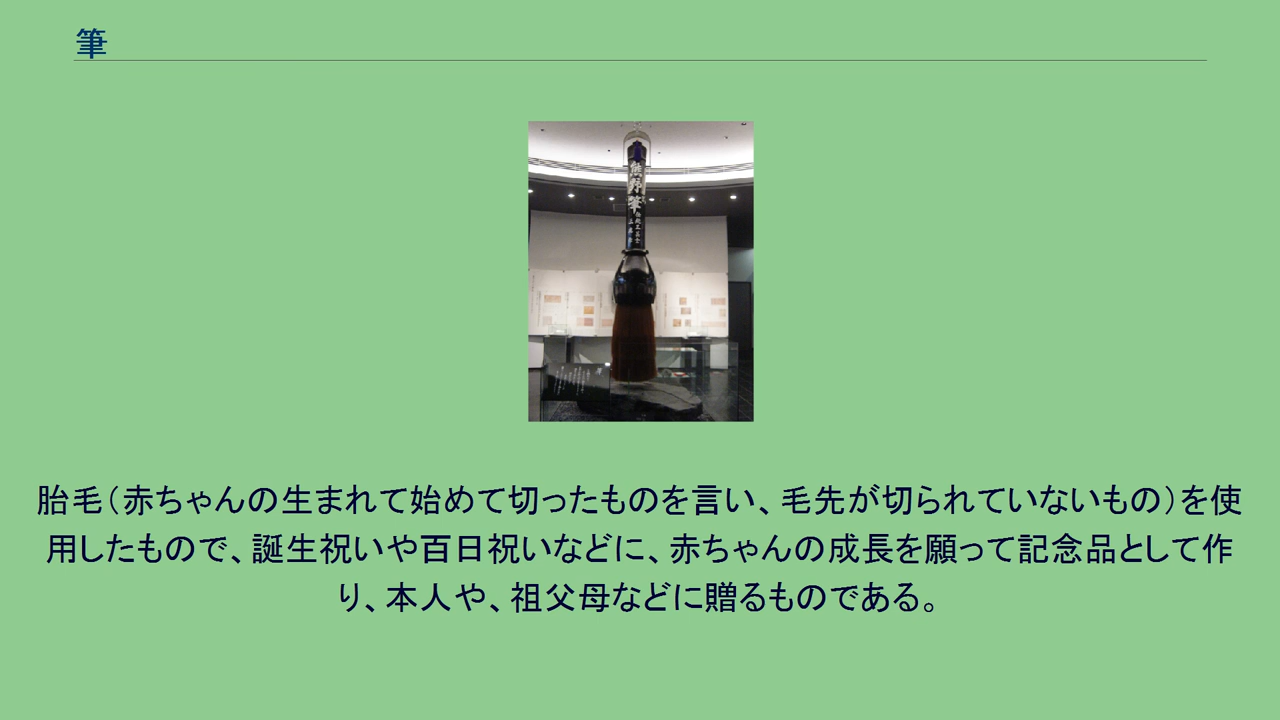 筆
熊野筆
胎毛（赤ちゃんの生まれて始めて切ったものを言い、毛先が切られていないもの）を使
用したもので、誕生祝いや百日祝いなどに、赤ちゃんの成長を願って記念品として作
り、本人や、祖父母などに贈るものである。